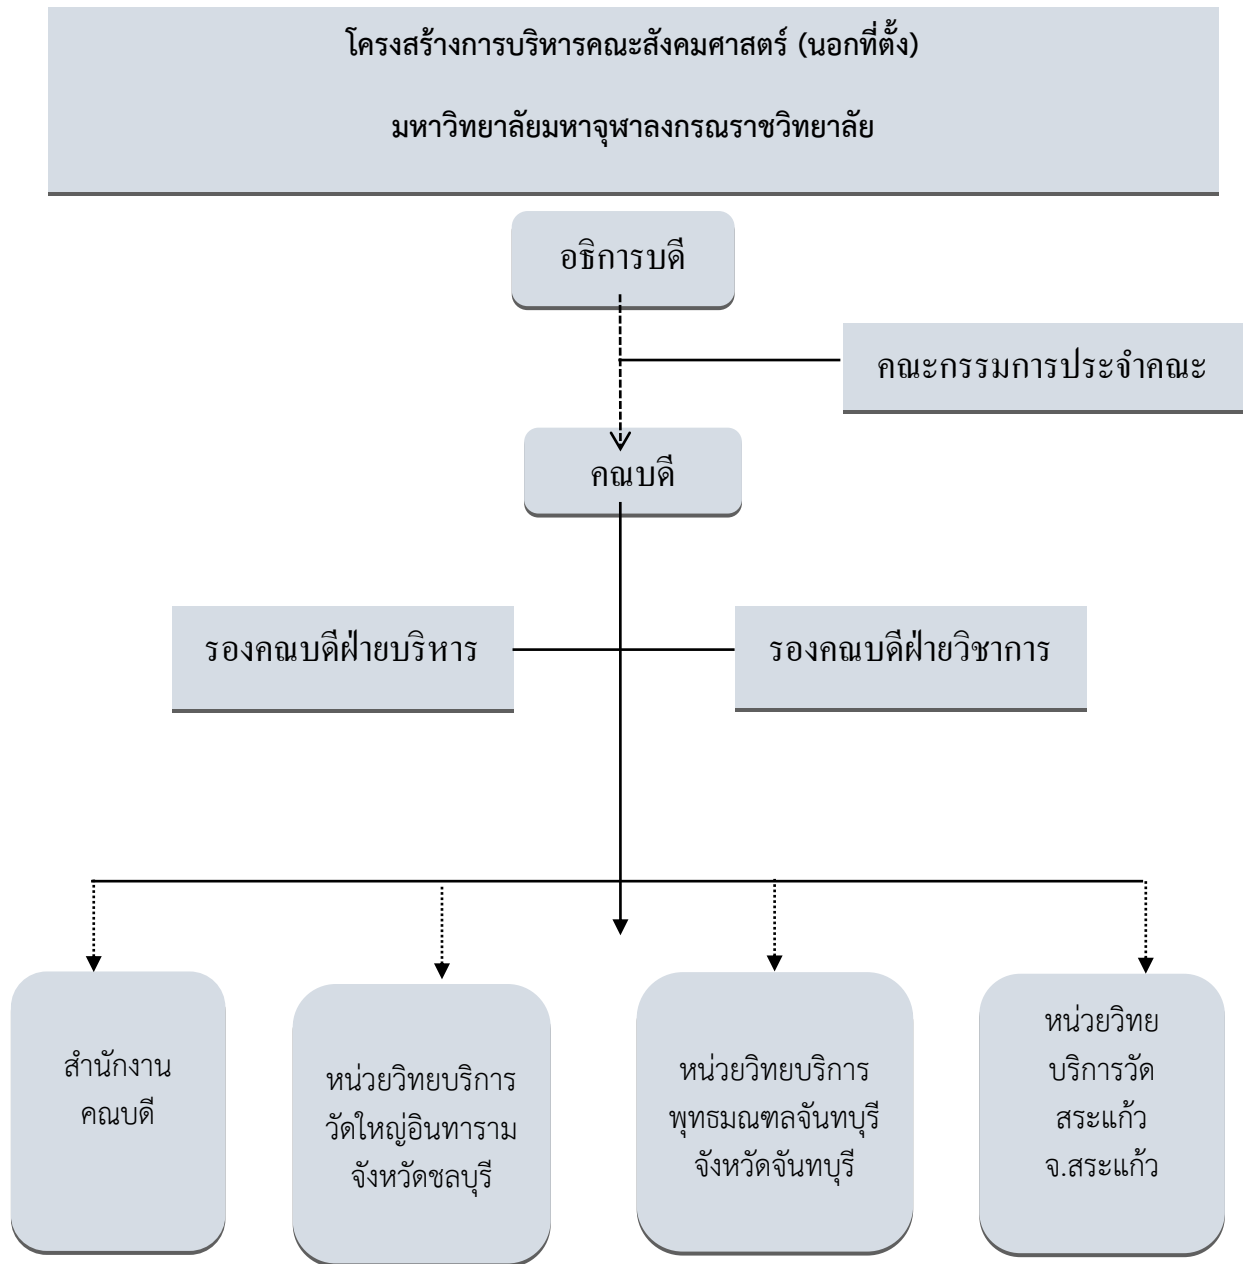 โครงสร้างการบริหารคณะสังคมศาสตร์ (นอกที่ตั้ง)
มหาวิทยาลัยมหาจุฬาลงกรณราชวิทยาลัย
อธิการบดี
คณะกรรมการประจำคณะ
คณบดี
รองคณบดีฝ่ายบริหาร
รองคณบดีฝ่ายวิชาการ
สำนักงาน
คณบดี
หน่วยวิทยบริการ
วัดใหญ่อินทาราม
จังหวัดชลบุรี
หน่วยวิทยบริการ
พุทธมณฑลจันทบุรี
จังหวัดจันทบุรี
หน่วยวิทย
บริการวัด
สระแก้ว
จ.สระแก้ว